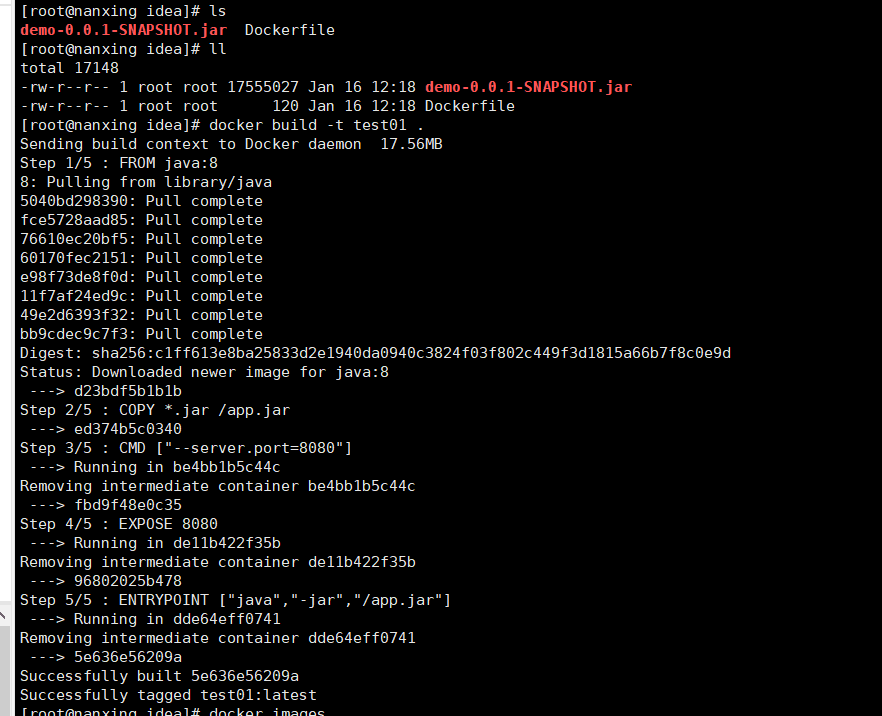 [root@nanxing idea]# ls
demo-0.0.1-SNAPSHOT.jar  Dockerfile
[root@nanxing idea]# ll
total 17148
-rw-r--r-- 1 root root 17555027 Jan 16 12:18 demo-0.0.1-SNAPSHOT.jar
-rw-r--r-- 1 root root      120 Jan 16 12:18 Dockerfile
[root@nanxing idea]# docker build -t test01 .
Sending build context to Docker daemon  17.56MB
Step 1/5 : FROM java:8
8: Pulling from library/java
5040bd298390: Pull complete
fce5728aad85: Pull complete
76610ec20bf5: Pull complete
60170fec2151: Pull complete
e98f73de8f0d: Pull complete
11f7af24ed9c: Pull complete
49e2d6393f32: Pull complete
bb9cdec9c7f3: Pull complete
Digest: sha256:c1ff613e8ba25833d2e1940da0940c3824f03f802c449f3d1815a66b7f8c0e9d
Status: Downloaded newer image for java:8
 ---> d23bdf5b1b1b
Step 2/5 : COPY *.jar /app.jar
 ---> ed374b5c0340
Step 3/5 : CMD ["--server.port=8080"]
 ---> Running in be4bb1b5c44c
Removing intermediate container be4bb1b5c44c
 ---> fbd9f48e0c35
Step 4/5 : EXPOSE 8080
 ---> Running in de11b422f35b
Removing intermediate container de11b422f35b
 ---> 96802025b478
Step 5/5 : ENTRYPOINT ["java","-jar","/app.jar"]
 ---> Running in dde64eff0741
Removing intermediate container dde64eff0741
 ---> 5e636e56209a
Successfully built 5e636e56209a
Successfully tagged test01:latest
[root@nanxing idea]# docker images